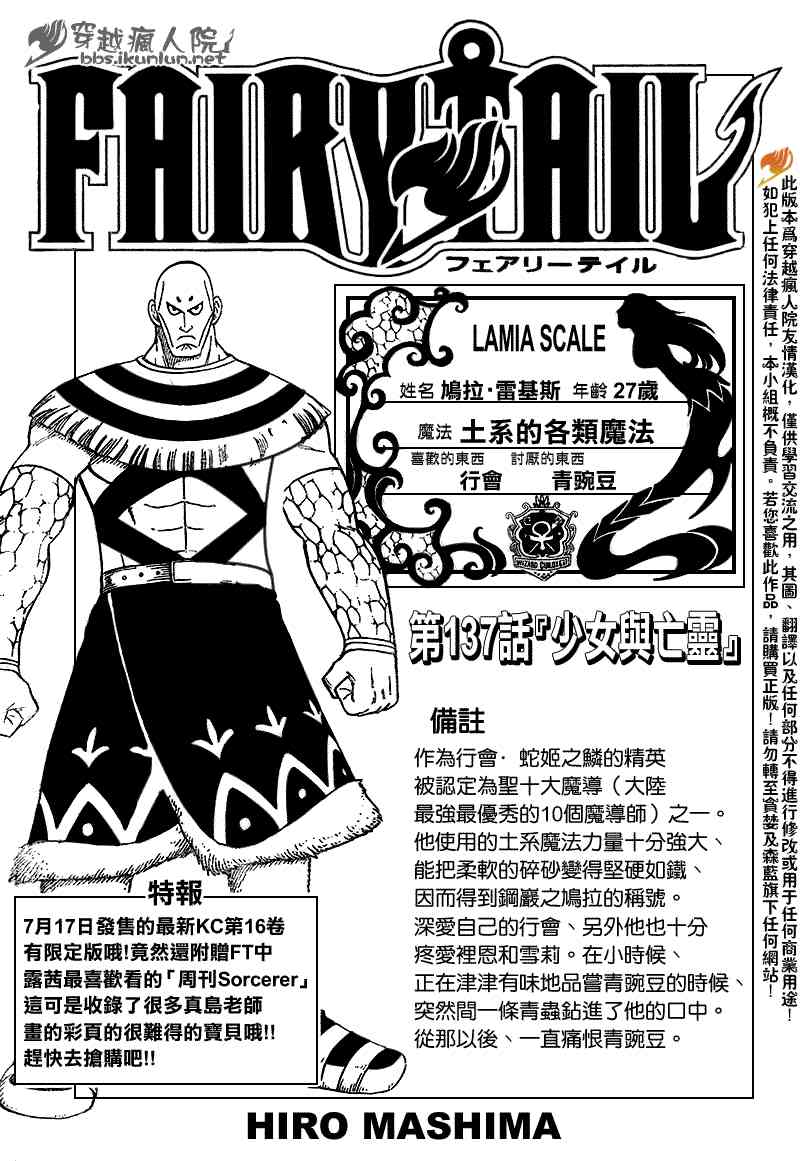 穿越瘋人院
bbs.ikunlun.net
FAIRY TAIL
フェアリーテイル
LAMIA SCALE
姓名 鳩拉·雷基斯 年齡 27歲
魔法 土系的各類魔法
喜歡的東西 討厭的東西
行會 青豌豆
WIZARD GUILD
第137話『少女與亡靈』
備註
作為行會·蛇姬之鱗的精英
被認定為聖十大魔導（大陸
最強最優秀的10個魔導師）之一。
他使用的土系魔法力量十分強大、
能把柔軟的碎砂變得堅硬如鐵、
因而得到鋼巖之鳩拉的稱號。
深愛自己的行會、另外他也十分
疼愛裡恩和雪莉。在小時候、
正在津津有味地品嘗青豌豆的時候、
突然間一條青蟲鉆進了他的口中。
從那以後、一直痛恨青豌豆。
特報
7月17日發售的最新KC第16卷
有限定版哦!竟然還附贈FT中
露茜最喜歡看的「周刊Sorcerer」
這可是收錄了很多真島老師
畫的彩頁的很難得的寶貝哦!!
趕快去搶購吧!!
HIRO MASHIMA
此版本爲穿越瘋人院友情漢化，僅供學習交流之用，其圖、翻譯以及任何部分不得進行修改或用于任何商業用途！
如犯上任何法律責任，本小組概不負責。若您喜歡此作品，請購買正版！請勿轉至貪婪及森藍旗下任何網站！